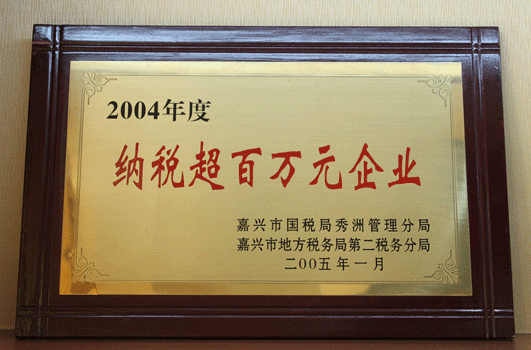 2004年度
纳税超百万元企业
嘉兴市国税局秀洲管理分局
嘉兴市地方税务局第二税务分局
二00五年一月